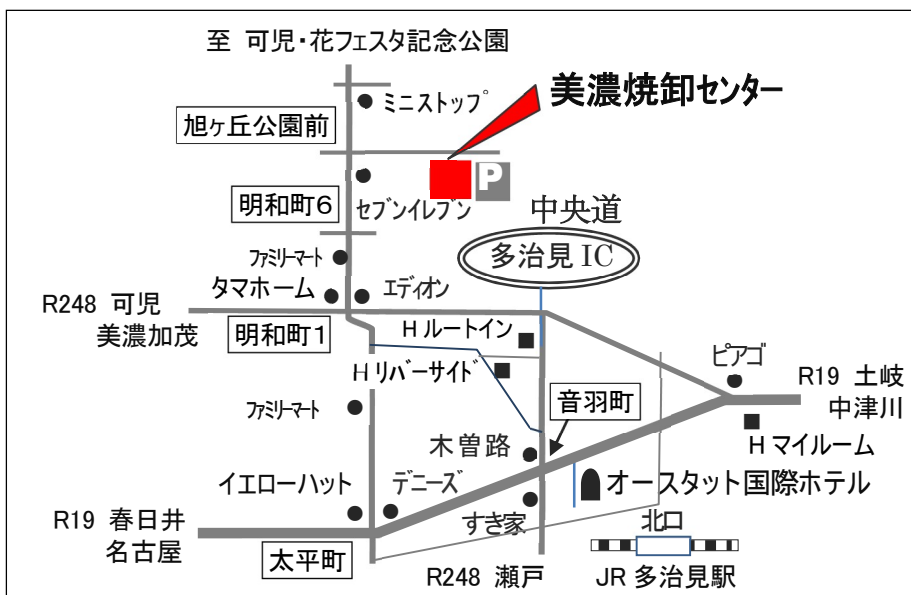 至 可児・花フェスタ記念公園
ミニストップ
美濃焼卸センター
旭ヶ丘公園前
P
明和町6
セブンイレブン
中央道
多治見 IC
ファミリーマート
タマホーム
エディオン
R248 可児
美濃加茂
明和町1
H ルートイン
H リバーサイド
ピアゴ
R19 土岐
中津川
ファミリーマート
音羽町
木曽路
H マイルーム
イエローハット
デニーズ
オースタット国際ホテル
R19 春日井
名古屋
すき家
北口
太平町
R248 瀬戸
JR 多治見駅